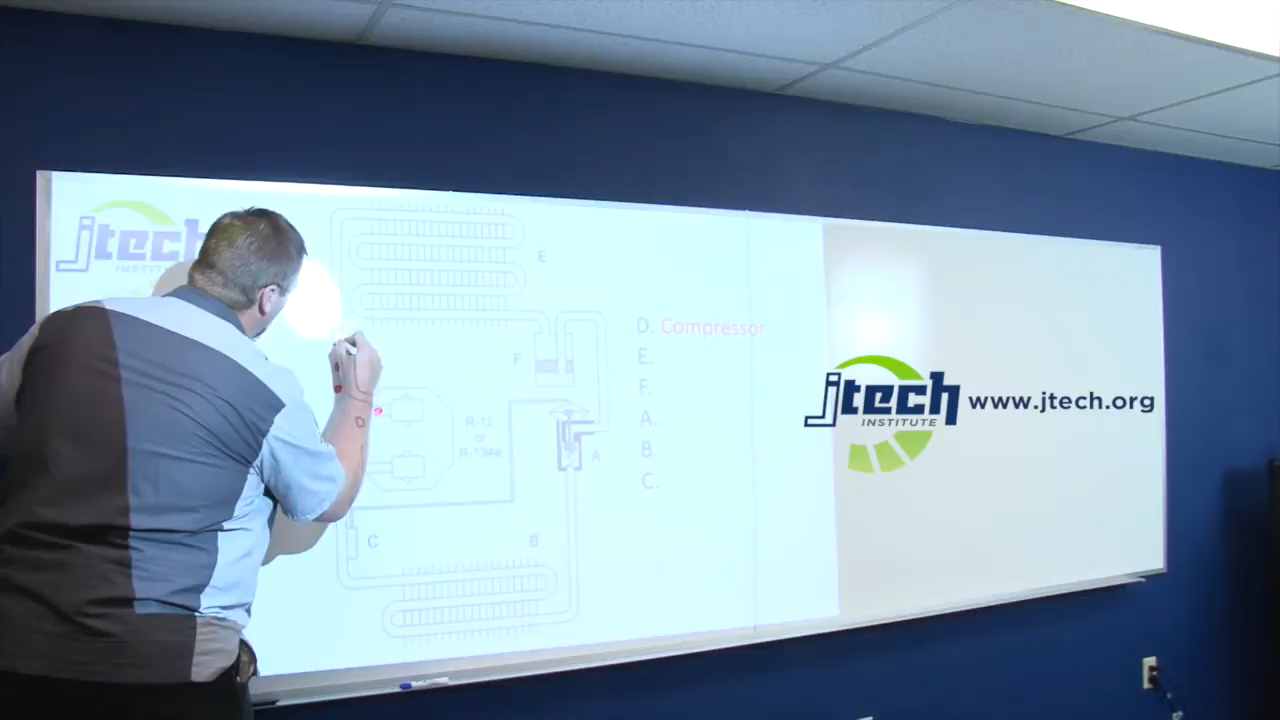 jtech
INSTITUTE
E
D. Compressor
E.
F
F.
D
R-12
or
R-134a
A.
A
B.
C.
C
B
jtech
INSTITUTE
www.jtech.org